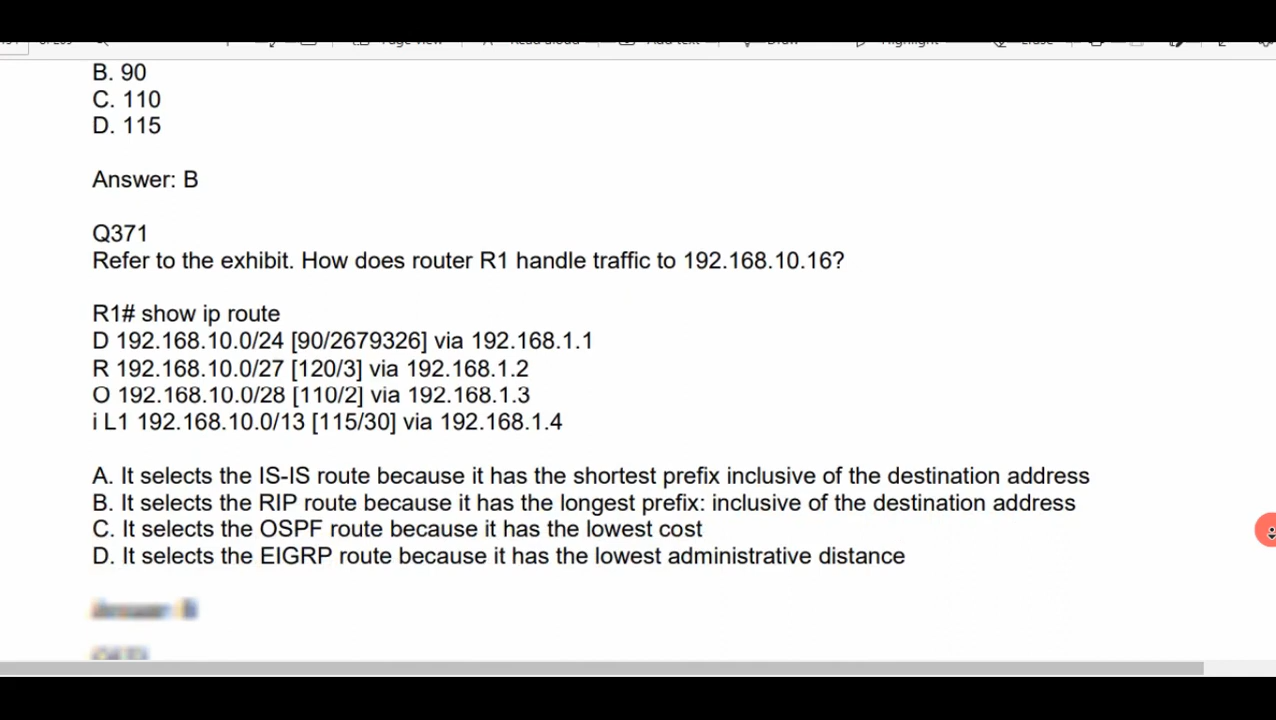 B. 90
C. 110
D. 115
Answer: B
Q371
Refer to the exhibit. How does router R1 handle traffic to 192.168.10.16?
R1# show ip route
D 192.168.10.0/24 [90/2679326] via 192.168.1.1
R 192.168.10.0/27 [120/3] via 192.168.1.2
O 192.168.10.0/28 [110/2] via 192.168.1.3
i L1 192.168.10.0/13 [115/30] via 192.168.1.4
A. It selects the IS-IS route because it has the shortest prefix inclusive of the destination address
B. It selects the RIP route because it has the longest prefix: inclusive of the destination address
C. It selects the OSPF route because it has the lowest cost
D. It selects the EIGRP route because it has the lowest administrative distance